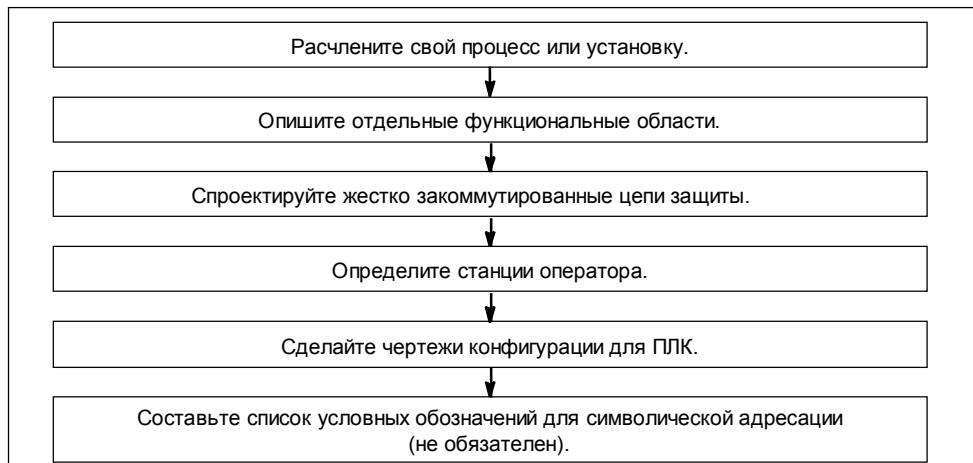 Расчлените свой процесс или установку.
Опишите отдельные функциональные области.
Спроектируйте жестко закоммутированные цепи защиты.
Определите станции оператора.
Сделайте чертежи конфигурации для ПЛК.
Составьте список условных обозначений для символической адресации
(не обязателен).